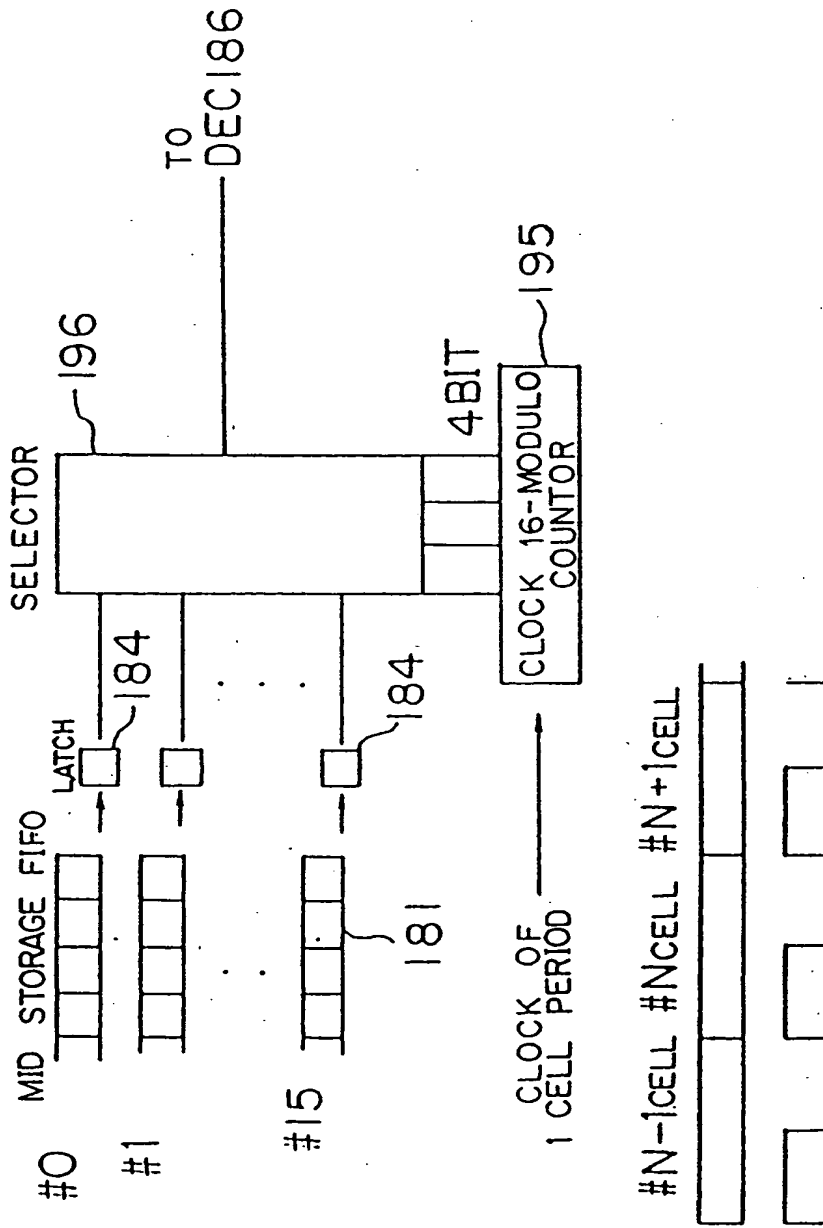 SELECTOR
196
MID STORAGE FIFO
LATCH
#0
184
TO
DEC186
#1
#15
184
181
4BIT
CLOCK OF
1 CELL PERIOD
CLOCK 16-MODULO
COUNTOR
195
#N-1CELL #NCELL #N+1CELL